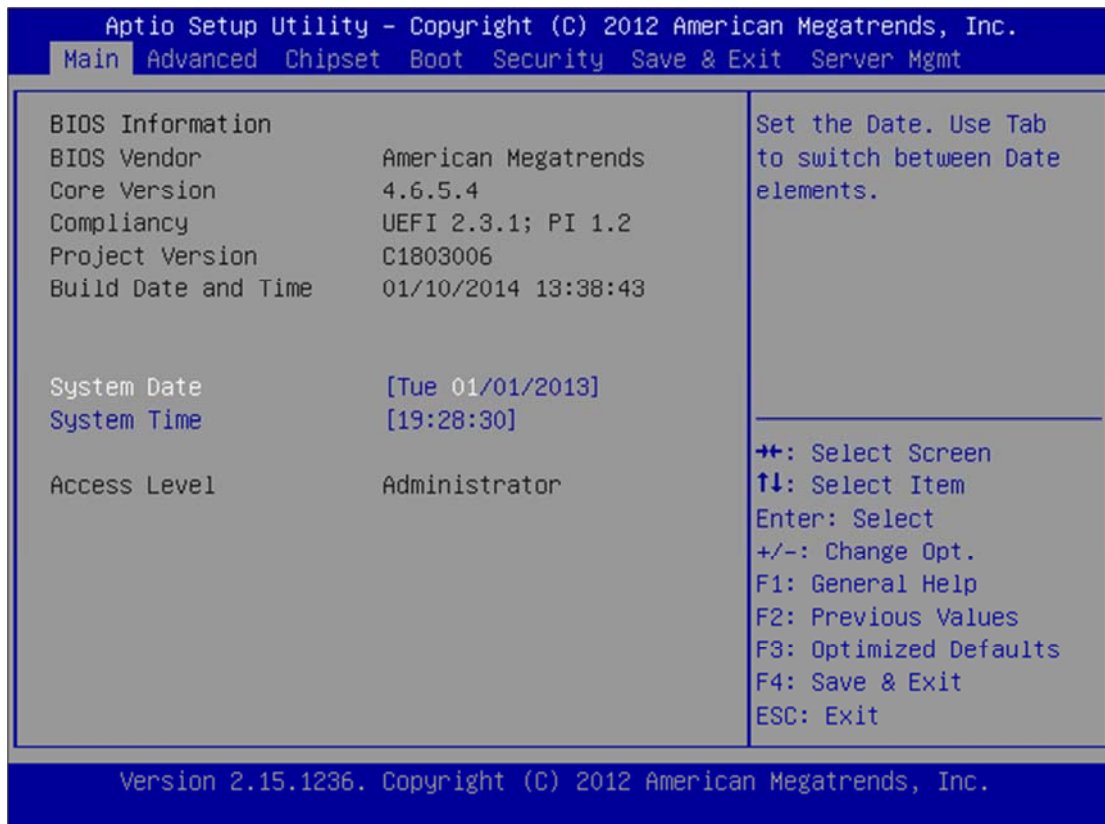 Aptio Setup Utility – Copyright (C) 2012 American Megatrends, Inc.
Main Advanced Chipset Boot Security Save & Exit Server Mgmt
BIOS Information
BIOS Vendor American Megatrends
Core Version 4.6.5.4
Compliancy UEFI 2.3.1; PI 1.2
Project Version C1803006
Build Date and Time 01/10/2014 13:38:43
System Date [Tue 01/01/2013]
System Time [19:28:30]
Access Level Administrator
Set the Date. Use Tab
to switch between Date
elements.
→←: Select Screen
↑↓: Select Item
Enter: Select
+/-: Change Opt.
F1: General Help
F2: Previous Values
F3: Optimized Defaults
F4: Save & Exit
ESC: Exit
Version 2.15.1236. Copyright (C) 2012 American Megatrends, Inc.